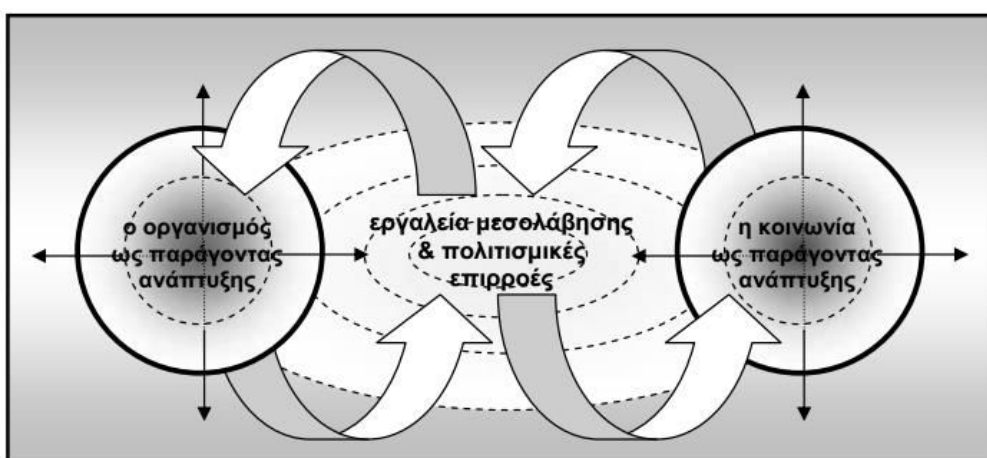 ο οργανισμός
ως παράγοντας
ανάπτυξης
εργαλεία μεσολάβησης
& πολιτισμικές
επιρροές
η κοινωνία
ως παράγοντας
ανάπτυξης